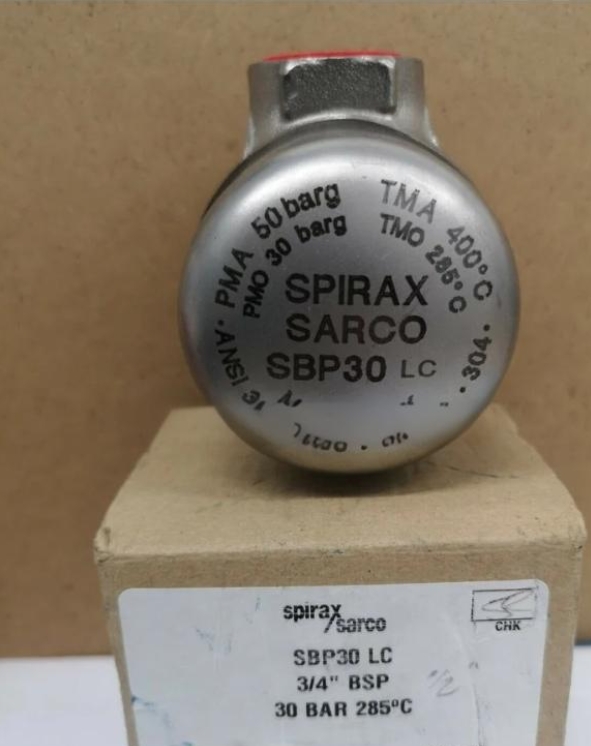 PMA 50 barg TMA 400°C
PMO 30 barg TMO 285°C
SPIRAX
SARCO
SBP30 LC
ANSI
304
spirax
/sarco
CHK
SBP30 LC
3/4" BSP
30 BAR 285ºC